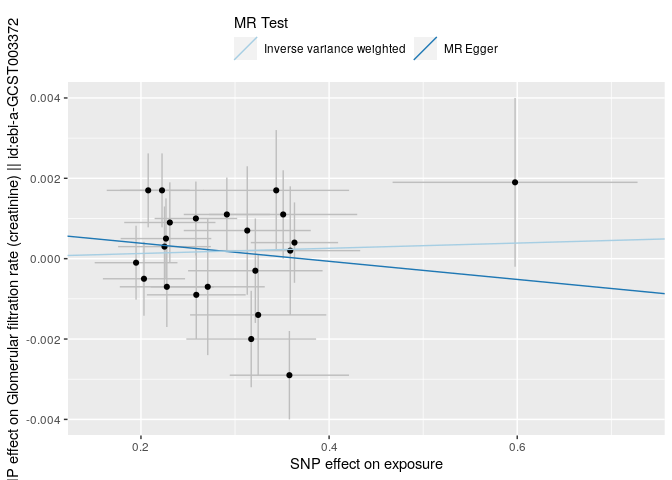 MR Test
Inverse variance weighted
MR Egger
P effect on Glomerular filtration rate (creatinine) || id:ebi-a-GCST003372
0.004
0.002
0.000
-0.002
-0.004
0.2
0.4
0.6
SNP effect on exposure